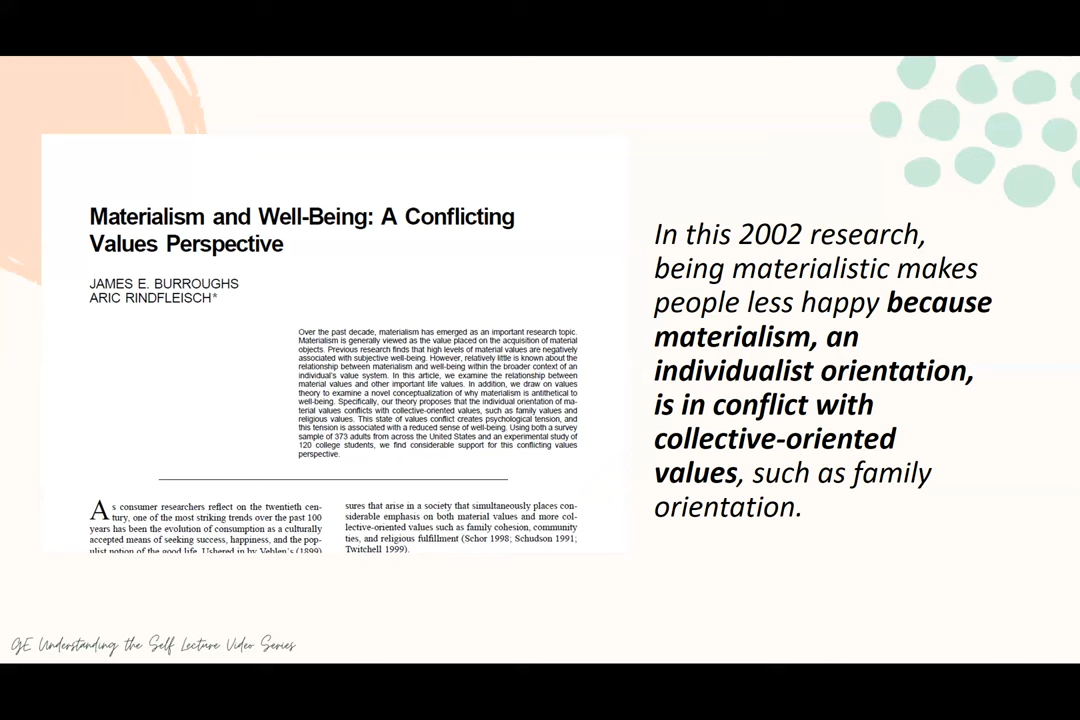 Materialism and Well-Being: A Conflicting
Values Perspective
JAMES E. BURROUGHS
ARIC RINDFLEISCH*
Over the past decade, materialism has emerged as an important research topic.
Materialism is generally viewed as the value placed on the acquisition of material
objects. Previous research finds that high levels of material values are negatively
associated with subjective well-being. However, relatively little is known about the
relationship between materialism and well-being within the broader context of an
individual's value system. In this article, we examine the relationship between
material values and other important life values. In addition, we draw on values
theory to examine a novel conceptualization of why materialism is antithetical to
well-being. Specifically, our theory proposes that the individual orientation of ma-
terial values conflicts with collective-oriented values, such as family values and
religious values. This state of values conflict creates psychological tension, and
this tension is associated with a reduced sense of well-being. Using both a survey
sample of 373 adults from across the United States and an experimental study of
120 college students, we find considerable support for this conflicting values
perspective.
As consumer researchers reflect on the twentieth cen-
tury, one of the most striking trends over the past 100
years has been the evolution of consumption as a culturally
accepted means of seeking success, happiness, and the pop-
ulist notion of the good life. Ushered in by Veblen's (1899)
sures that arise in a society that simultaneously places con-
siderable emphasis on both material values and more col-
lective-oriented values such as family cohesion, community
ties, and religious fulfillment (Schor 1998; Schudson 1991;
Twitchell 1999).
In this 2002 research,
being materialistic makes
people less happy because
materialism, an
individualist orientation,
is in conflict with
collective-oriented
values, such as family
orientation.
GE Understanding the Self Lecture Video Series